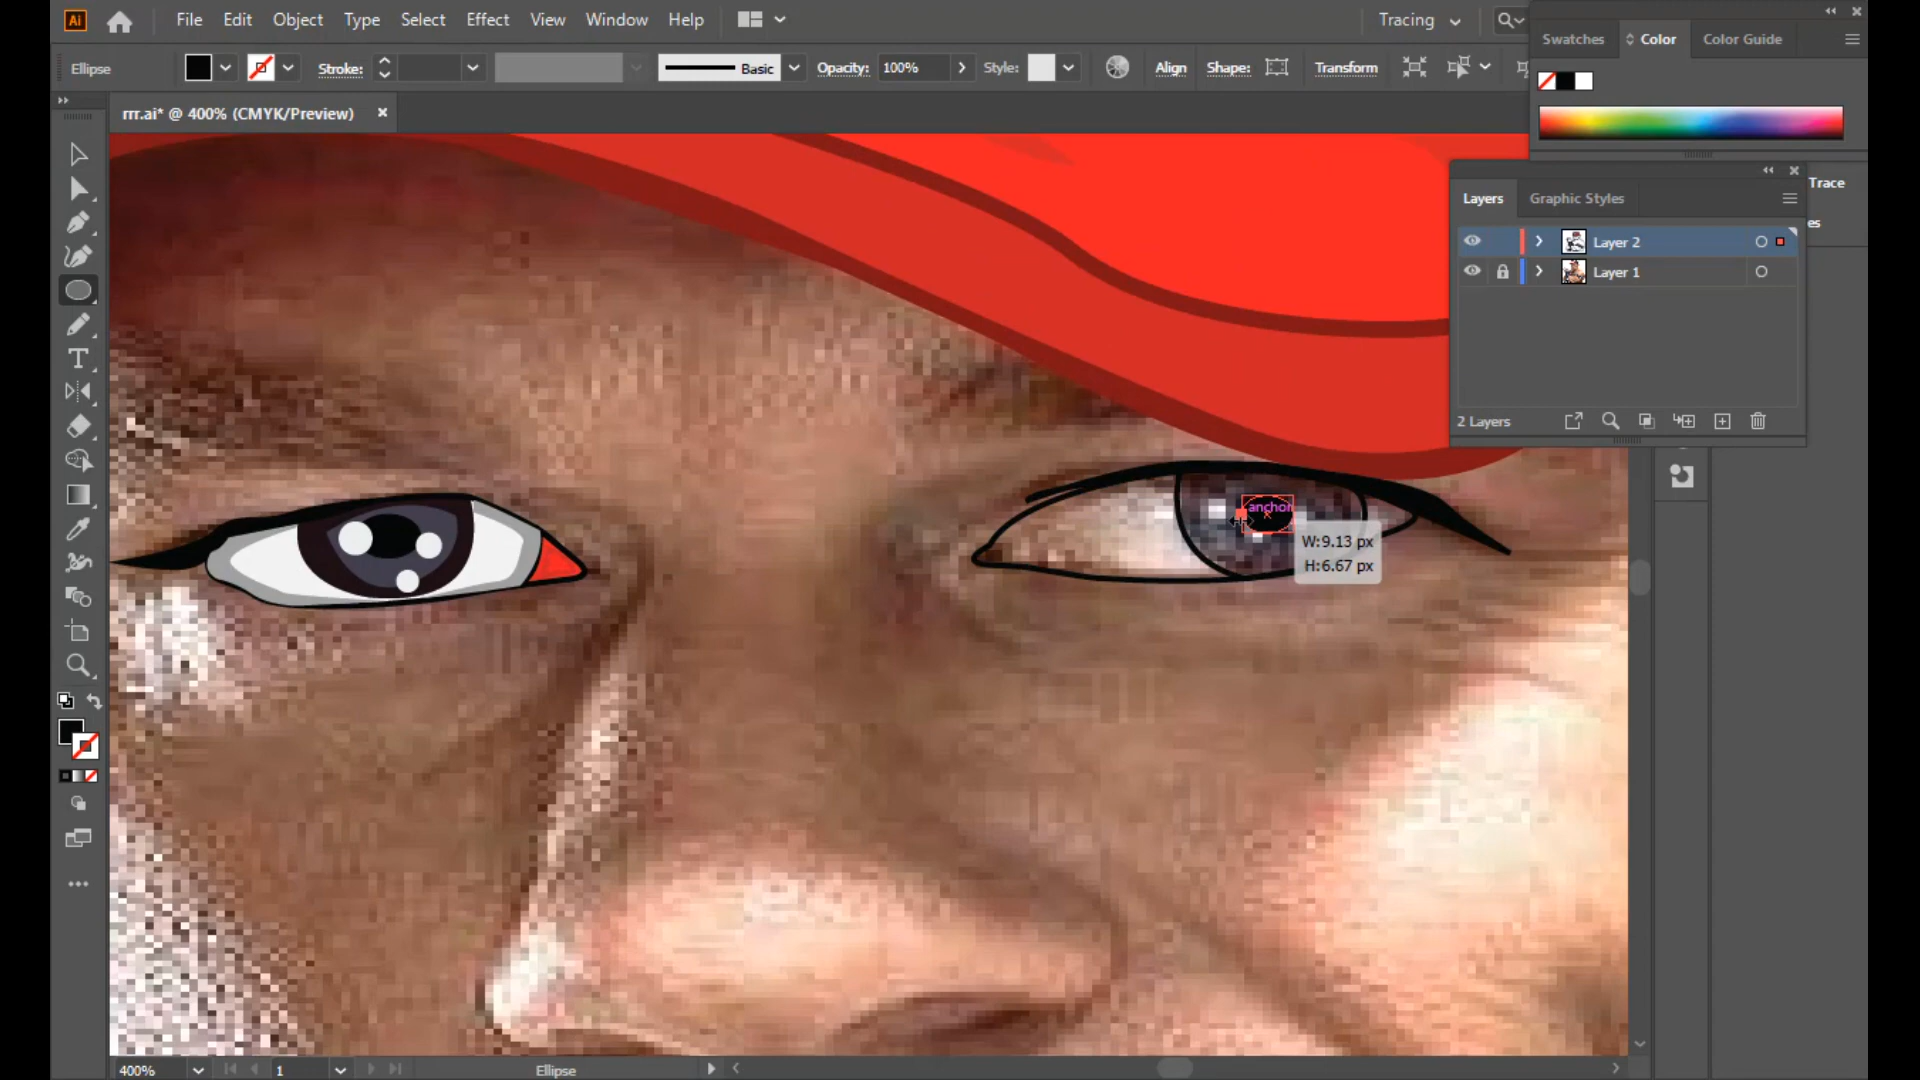 Ai File Edit Object Type Select Effect View Window Help Tracing
Ellipse Stroke: Basic Opacity: 100% Style: Align Shape: Transform
rrr.ai* @ 400% (CMYK/Preview)
Swatches Color Color Guide
Trace
es
Layers Graphic Styles
Layer 2
Layer 1
2 Layers
anchor
W:9.13 px
H:6.67 px
400% 1 Ellipse